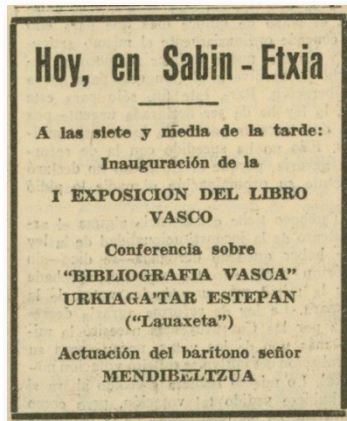 Hoy, en Sabin - Etxia
A las siete y media de la tarde:
Inauguración de la
I EXPOSICION DEL LIBRO
VASCO
Conferencia sobre
"BIBLIOGRAFIA VASCA"
URKIAGA'TAR ESTEPAN
("Lauaxeta")
Actuación del barítono señor
MENDIBELTZUA